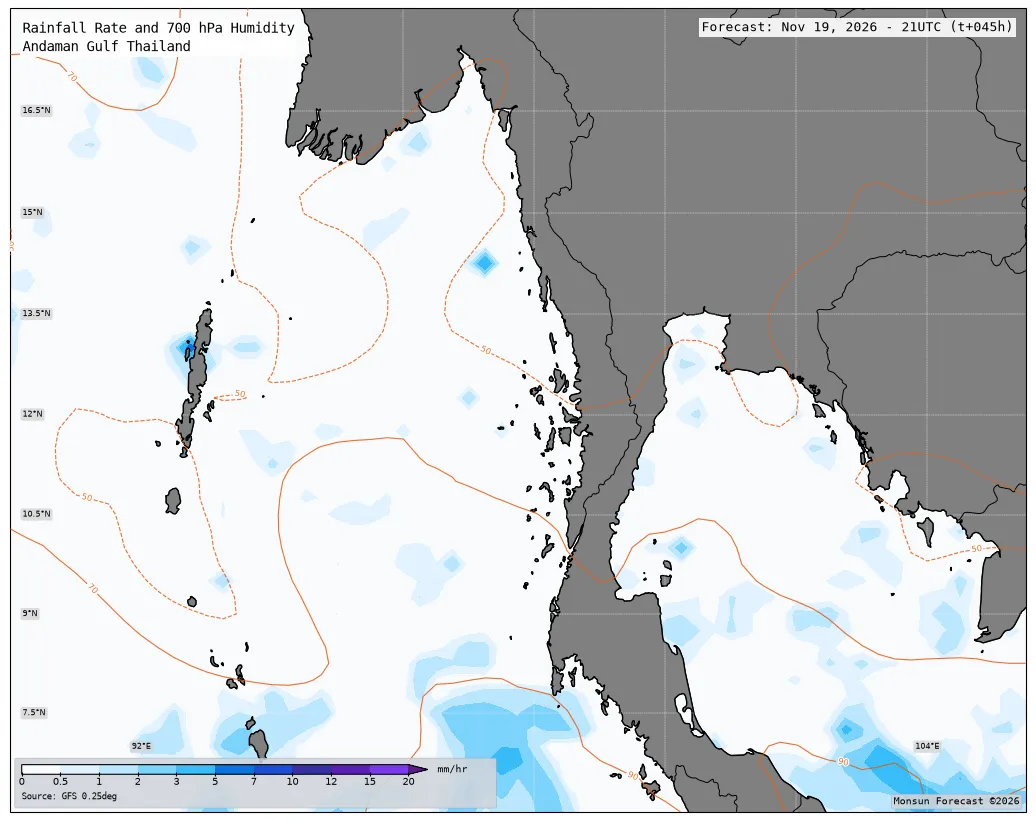 Rainfall Rate and 700 hPa Humidity
Andaman Gulf Thailand
Forecast: Nov 19, 2026 - 21UTC (t+045h)
70
16.5°N
15°N
50
13.5°N
50
50
12°N
50
10.5°N
50
70
9°N
7.5°N
92°E
104°E
90
90
0 0.5 1 2 3 5 7 10 12 15 20 mm/hr
Source: GFS 0.25deg
Monsun Forecast ©2026